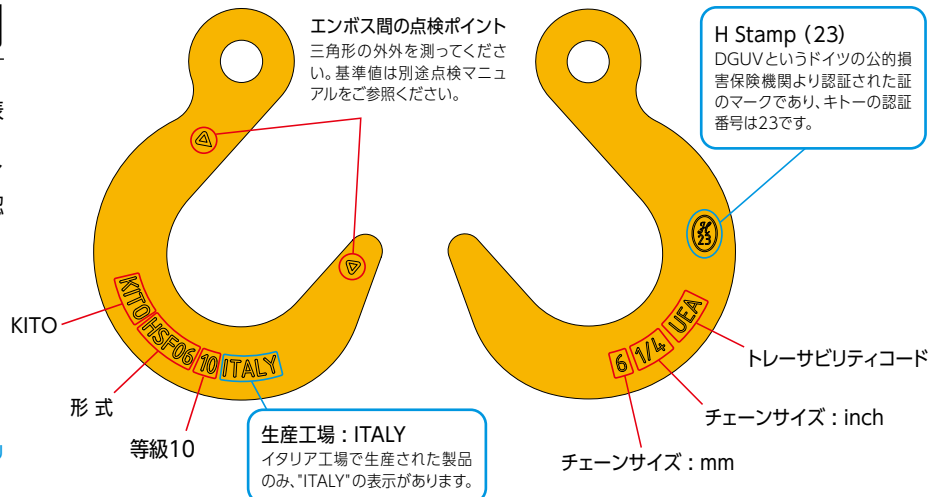 エンボス間の点検ポイント
三角形の外外を測ってくださ
い。基準値は別途点検マニュ
アルをご参照ください。
H Stamp (23)
DGUVというドイツの公的損
害保険機関より認証された証
のマークであり、キトーの認証
番号は23です。
H
23
KITO
HSF06
10
ITALY
KITO
形 式
等級10
生産工場 : ITALY
イタリア工場で生産された製品
のみ、"ITALY"の表示があります。
6
1/4
UEA
トレーサビリティコード
チェーンサイズ : inch
チェーンサイズ : mm